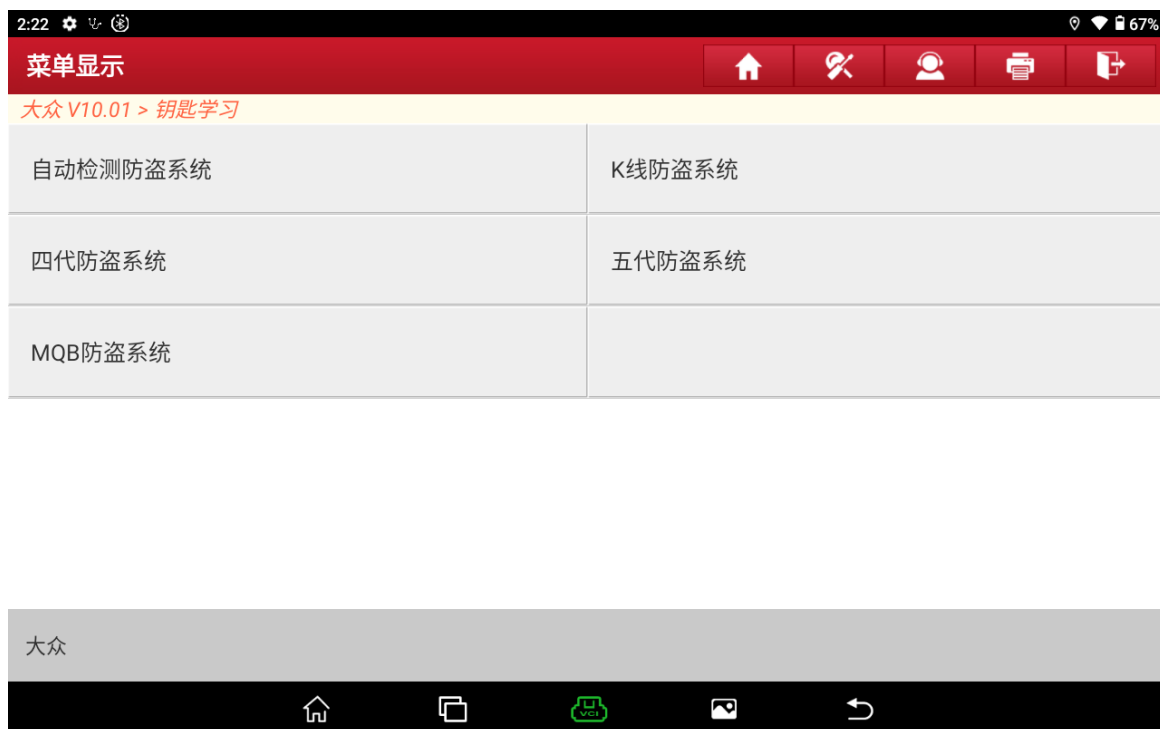 2:22 67%
菜单显示
大众 V10.01 > 钥匙学习
自动检测防盗系统 K线防盗系统
四代防盗系统 五代防盗系统
MQB防盗系统
大众
VCI